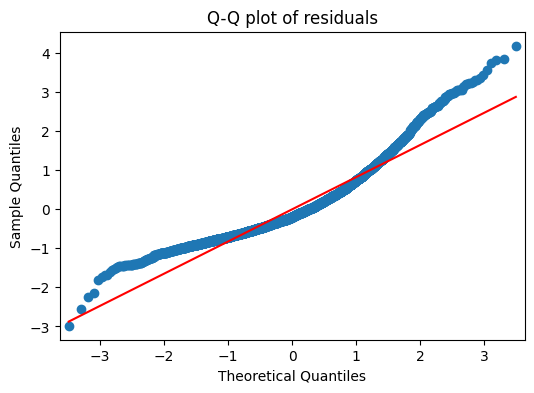 Q-Q plot of residuals
Sample Quantiles
4
3
2
1
0
−1
−2
−3
−3 −2 −1 0 1 2 3
Theoretical Quantiles